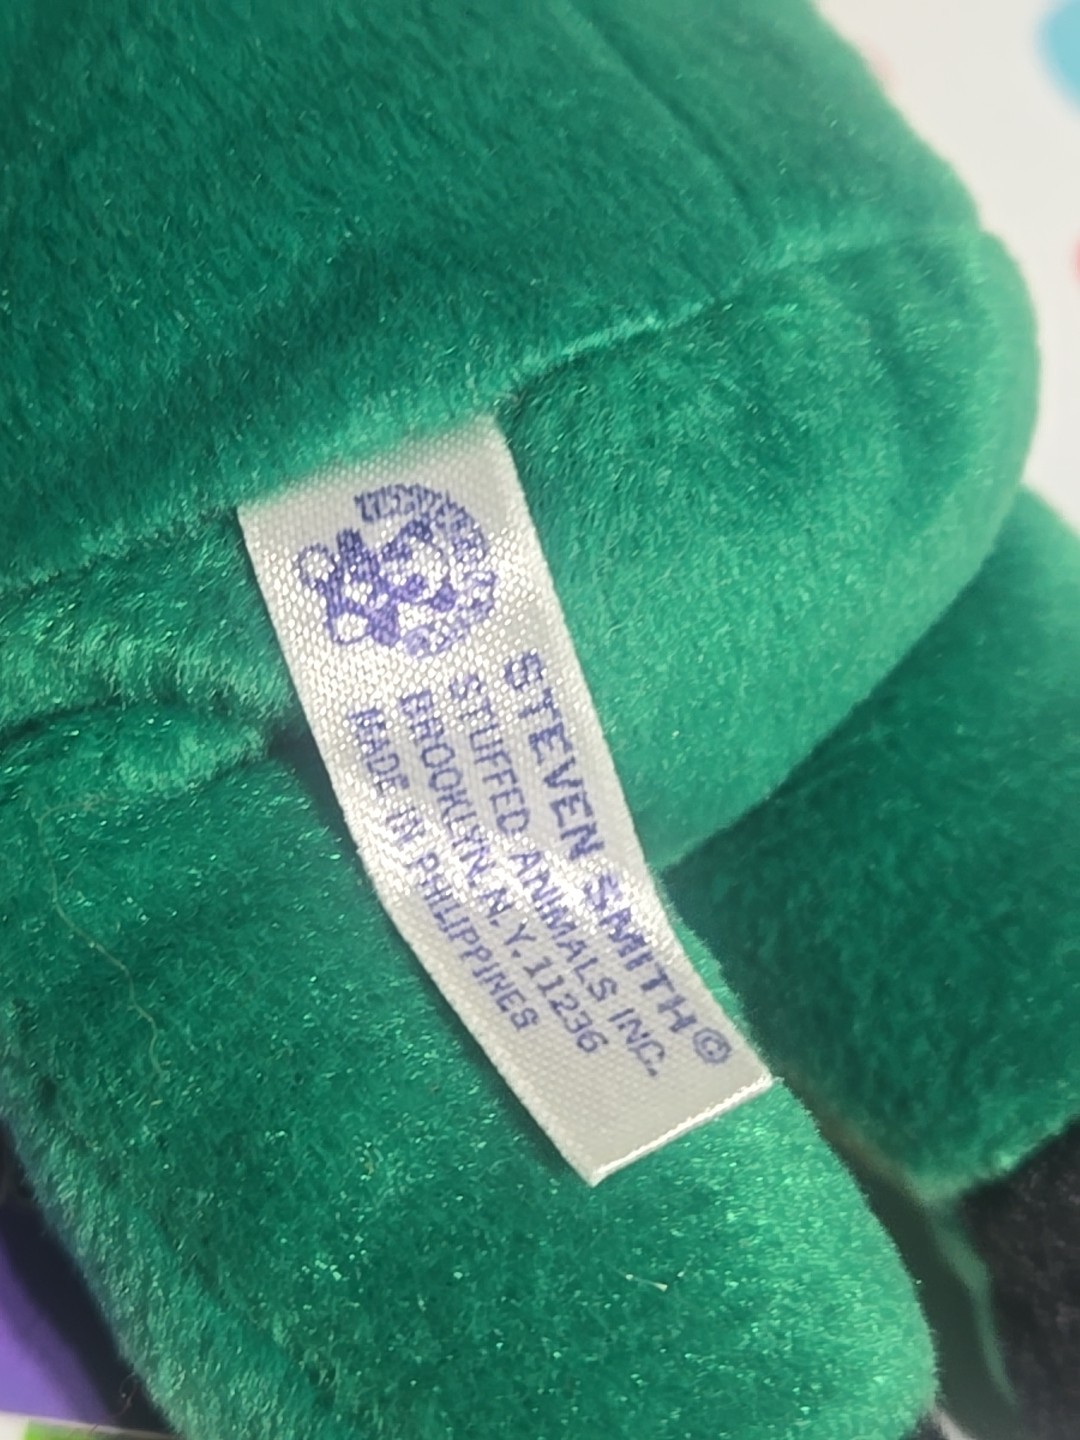 STEVEN SMITH ©
STUFFED ANIMALS INC.
BROOKLYN. N.Y. 11236
MADE IN PHILIPPINES